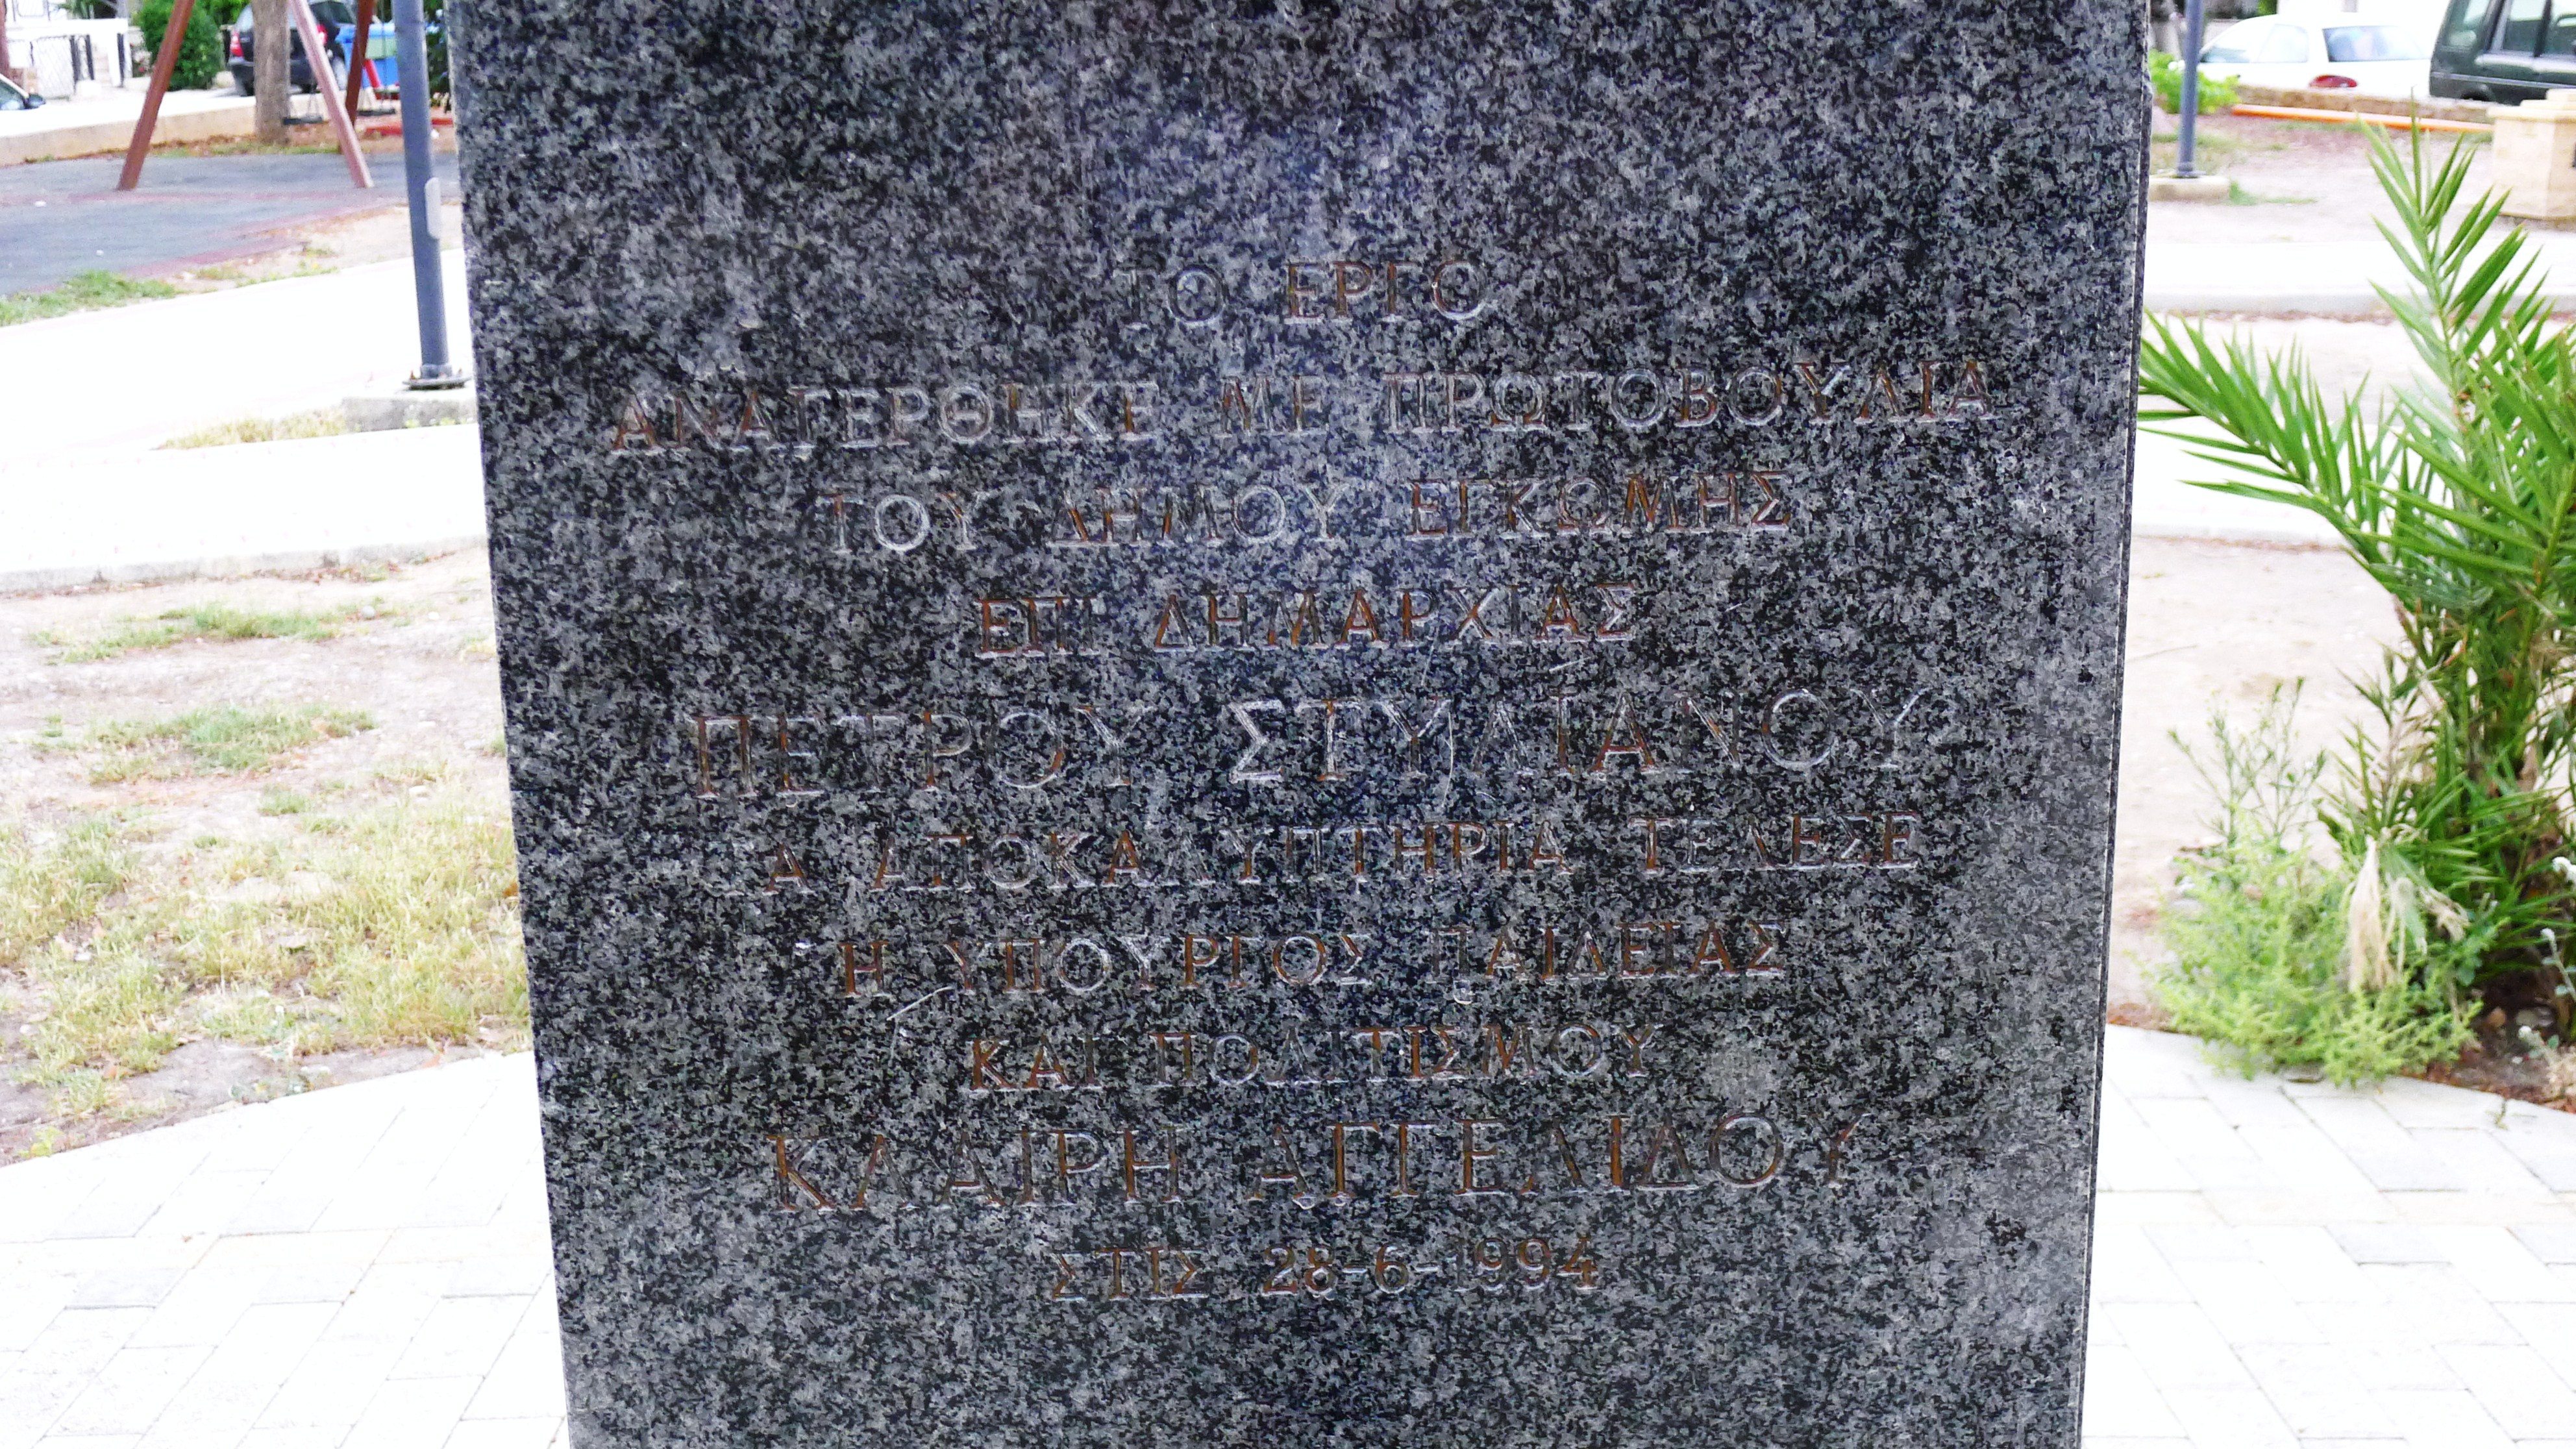 ΤΟ ΕΡΓΟ
ΑΝΑΓΕΡΘΗΚΕ ΜΕ ΠΡΩΤΟΒΟΥΛΙΑ
ΤΟΥ ΔΗΜΟΥ ΕΓΚΩΜΗΣ
ΕΠΙ ΔΗΜΑΡΧΙΑΣ
ΠΕΤΡΟΥ ΣΤΥΛΙΑΝΟΥ
ΤΑ ΑΠΟΚΑΛΥΠΤΗΡΙΑ ΤΕΛΕΣΕ
Η ΥΠΟΥΡΓΟΣ ΠΑΙΔΕΙΑΣ
ΚΑΙ ΠΟΛΙΤΙΣΜΟΥ
ΚΛΑΙΡΗ ΑΓΓΕΛΙΔΟΥ
ΣΤΙΣ 28-6-1994